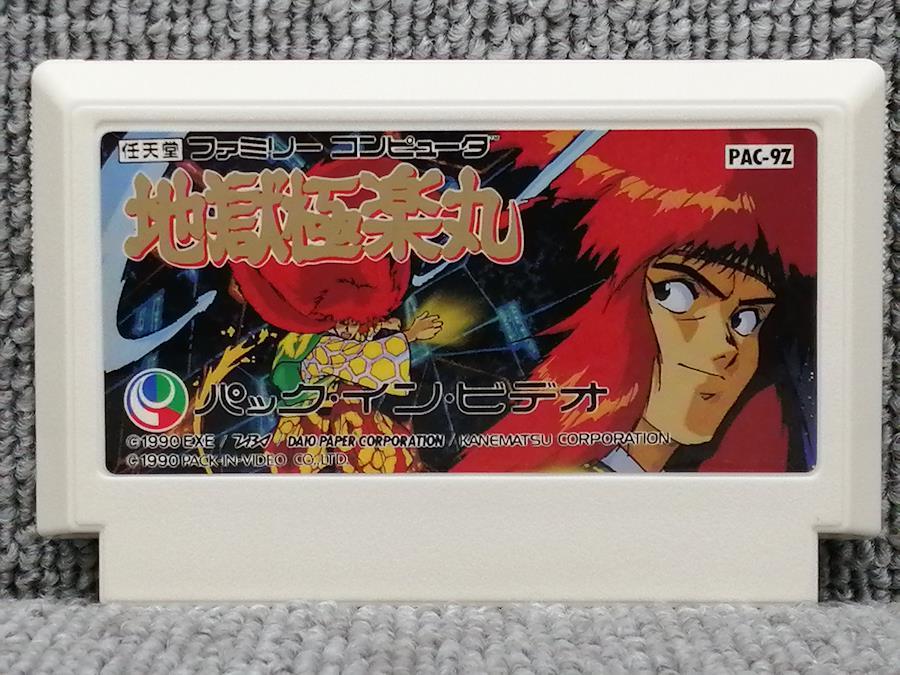 任天堂 ファミリー コンピュータ™
PAC-9Z
地獄極楽丸
パック・イン・ビデオ
©1990 EXE / / DAIO PAPER CORPORATION / KANEMATSU CORPORATION
©1990 PACK-IN-VIDEO CO., LTD.